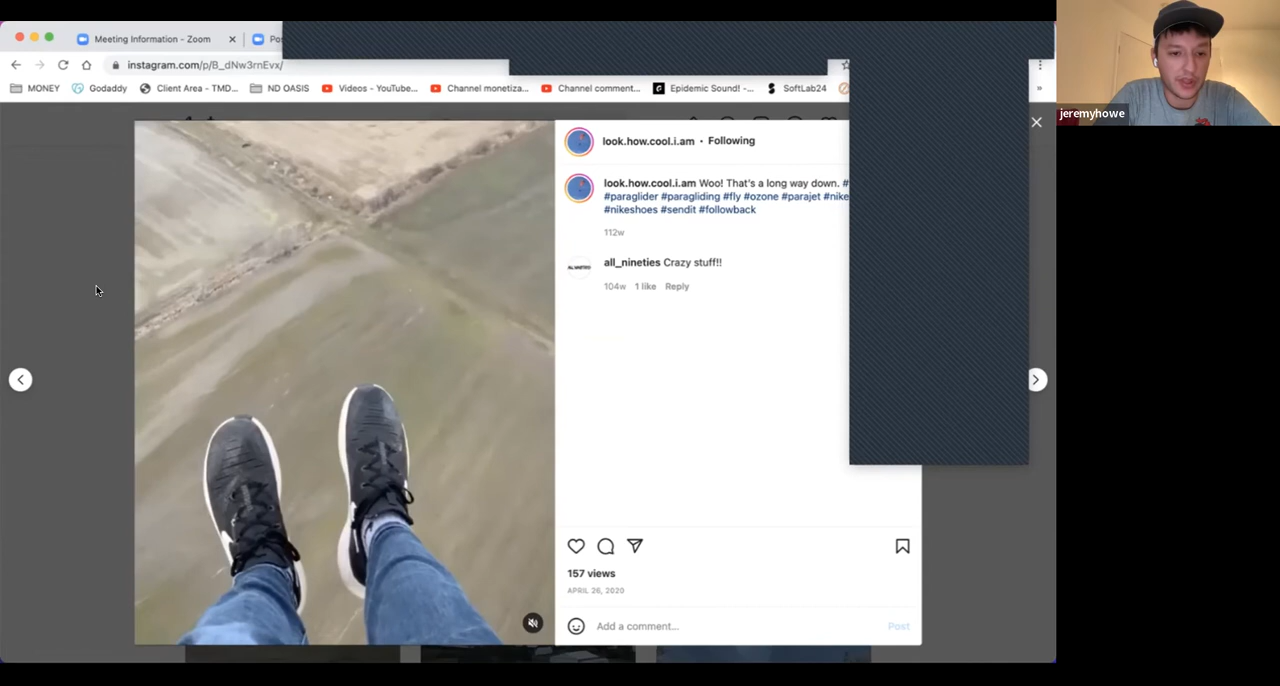 Meeting Information - Zoom
instagram.com/p/B_dNw3rnEvx/
MONEY Godaddy Client Area - TMD... ND OASIS Videos - YouTube... Channel monetiza... Channel comment... Epidemic Sound! -... SoftLab24 »
jeremyhowe
look.how.cool.i.am • Following
look.how.cool.i.am Woo! That's a long way down.
#paraglider #paragliding #fly #ozone #parajet #nike
#nikeshoes #sendit #followback
112w
all_nineties Crazy stuff!!
104w 1 like Reply
157 views
APRIL 26, 2020
Add a comment... Post